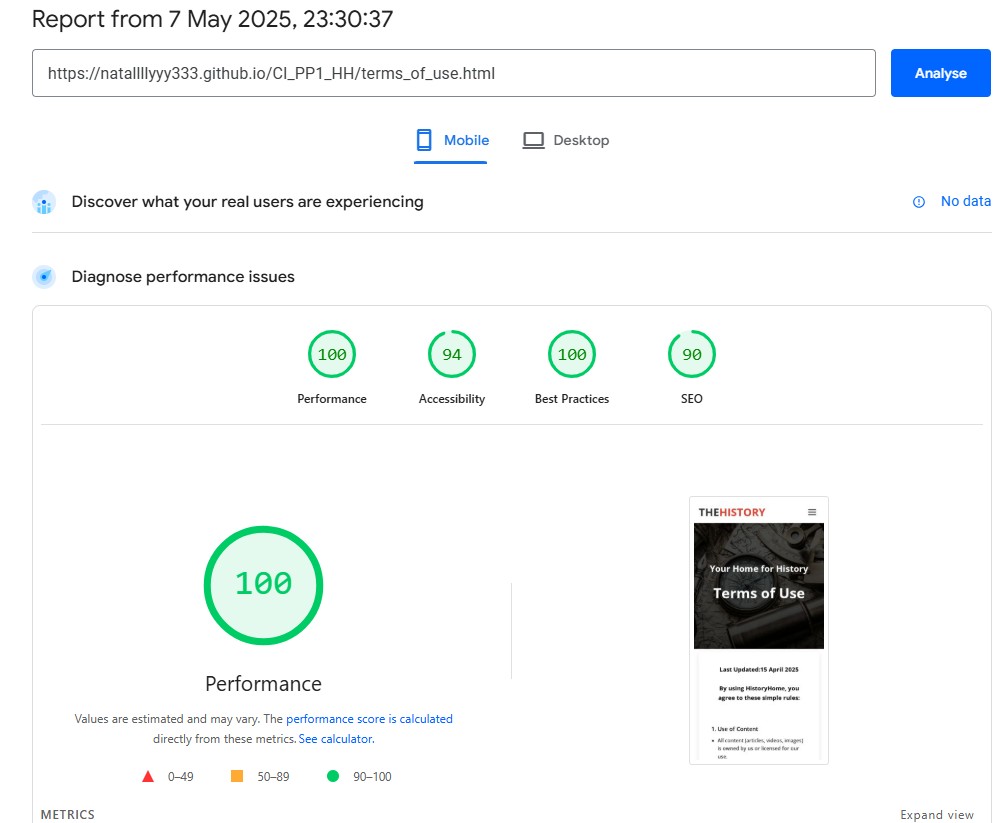 Report from 7 May 2025, 23:30:37
https://natallllyyy333.github.io/CI_PP1_HH/terms_of_use.html
Analyse
Mobile
Desktop
Discover what your real users are experiencing
No data
Diagnose performance issues
100
94
100
90
Performance
Accessibility
Best Practices
SEO
THEHISTORY
Your Home for History
Terms of Use
Last Updated:15 April 2025
By using HistoryHome, you
agree to these simple rules:
1. Use of Content
• All content (articles, videos, images)
is owned by us or licensed for our
use.
100
Performance
Values are estimated and may vary. The performance score is calculated
directly from these metrics. See calculator.
0–49
50–89
90–100
METRICS
Expand view